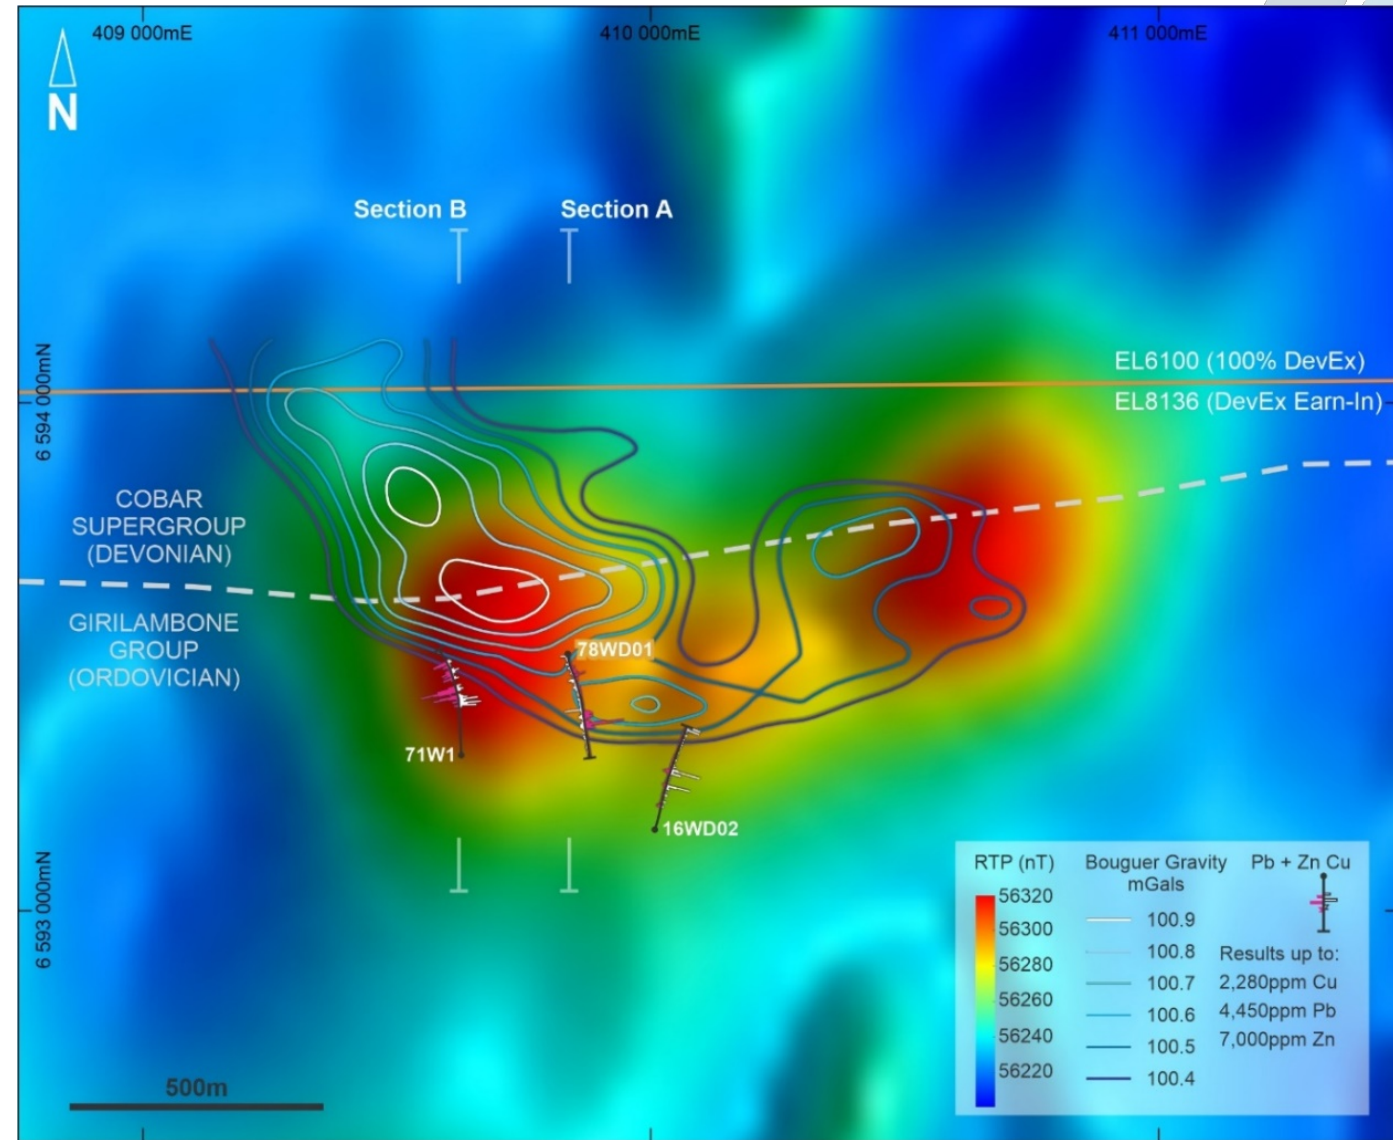 409 000mE
410 000mE
411 000mE
N
Section B
Section A
6 594 000mN
EL6100 (100% DevEx)
EL8136 (DevEx Earn-In)
COBAR
SUPERGROUP
(DEVONIAN)
GIRILAMBONE
GROUP
(ORDOVICIAN)
78WD01
71W1
16WD02
6 593 000mN
RTP (nT)
56320
56300
56280
56260
56240
56220
Bouguer Gravity
mGals
100.9
100.8
100.7
100.6
100.5
100.4
Pb + Zn Cu
Results up to:
2,280ppm Cu
4,450ppm Pb
7,000ppm Zn
500m